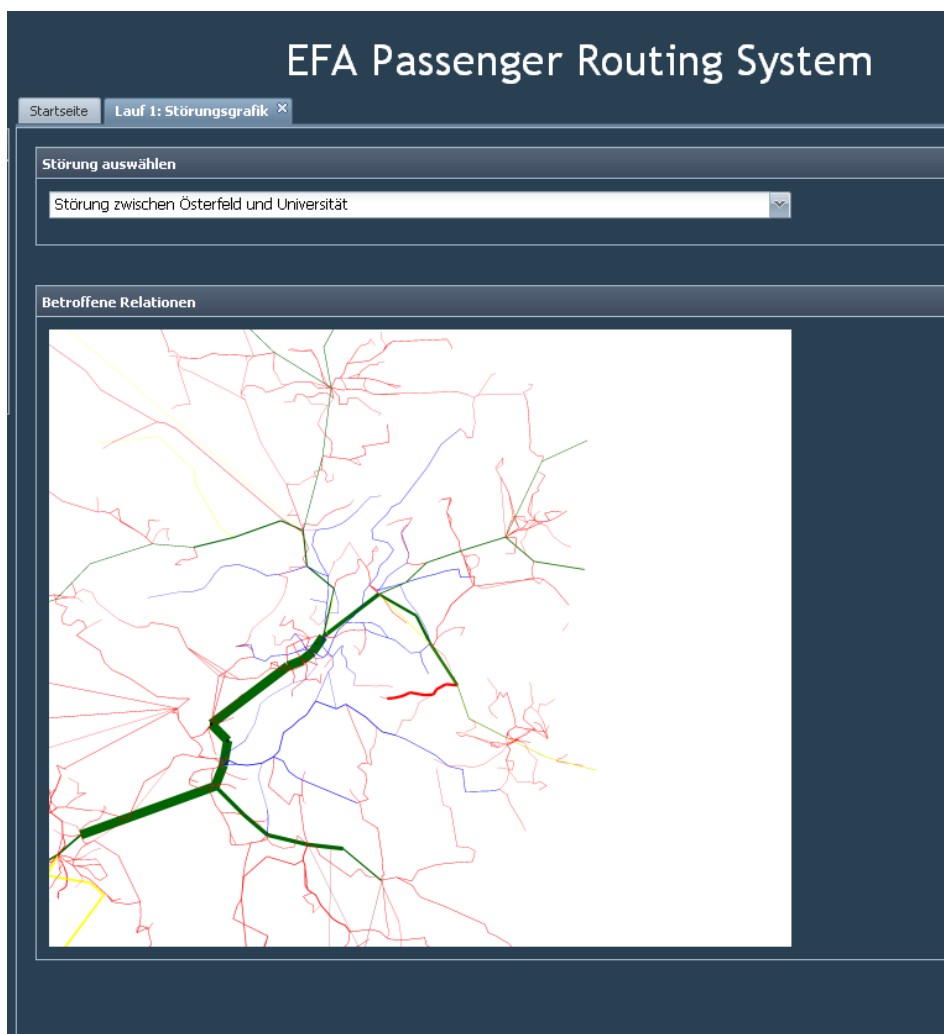 EFA Passenger Routing System
Startseite
Lauf 1: Störungsgrafik
Störung auswählen
Störung zwischen Österfeld und Universität
Betroffene Relationen